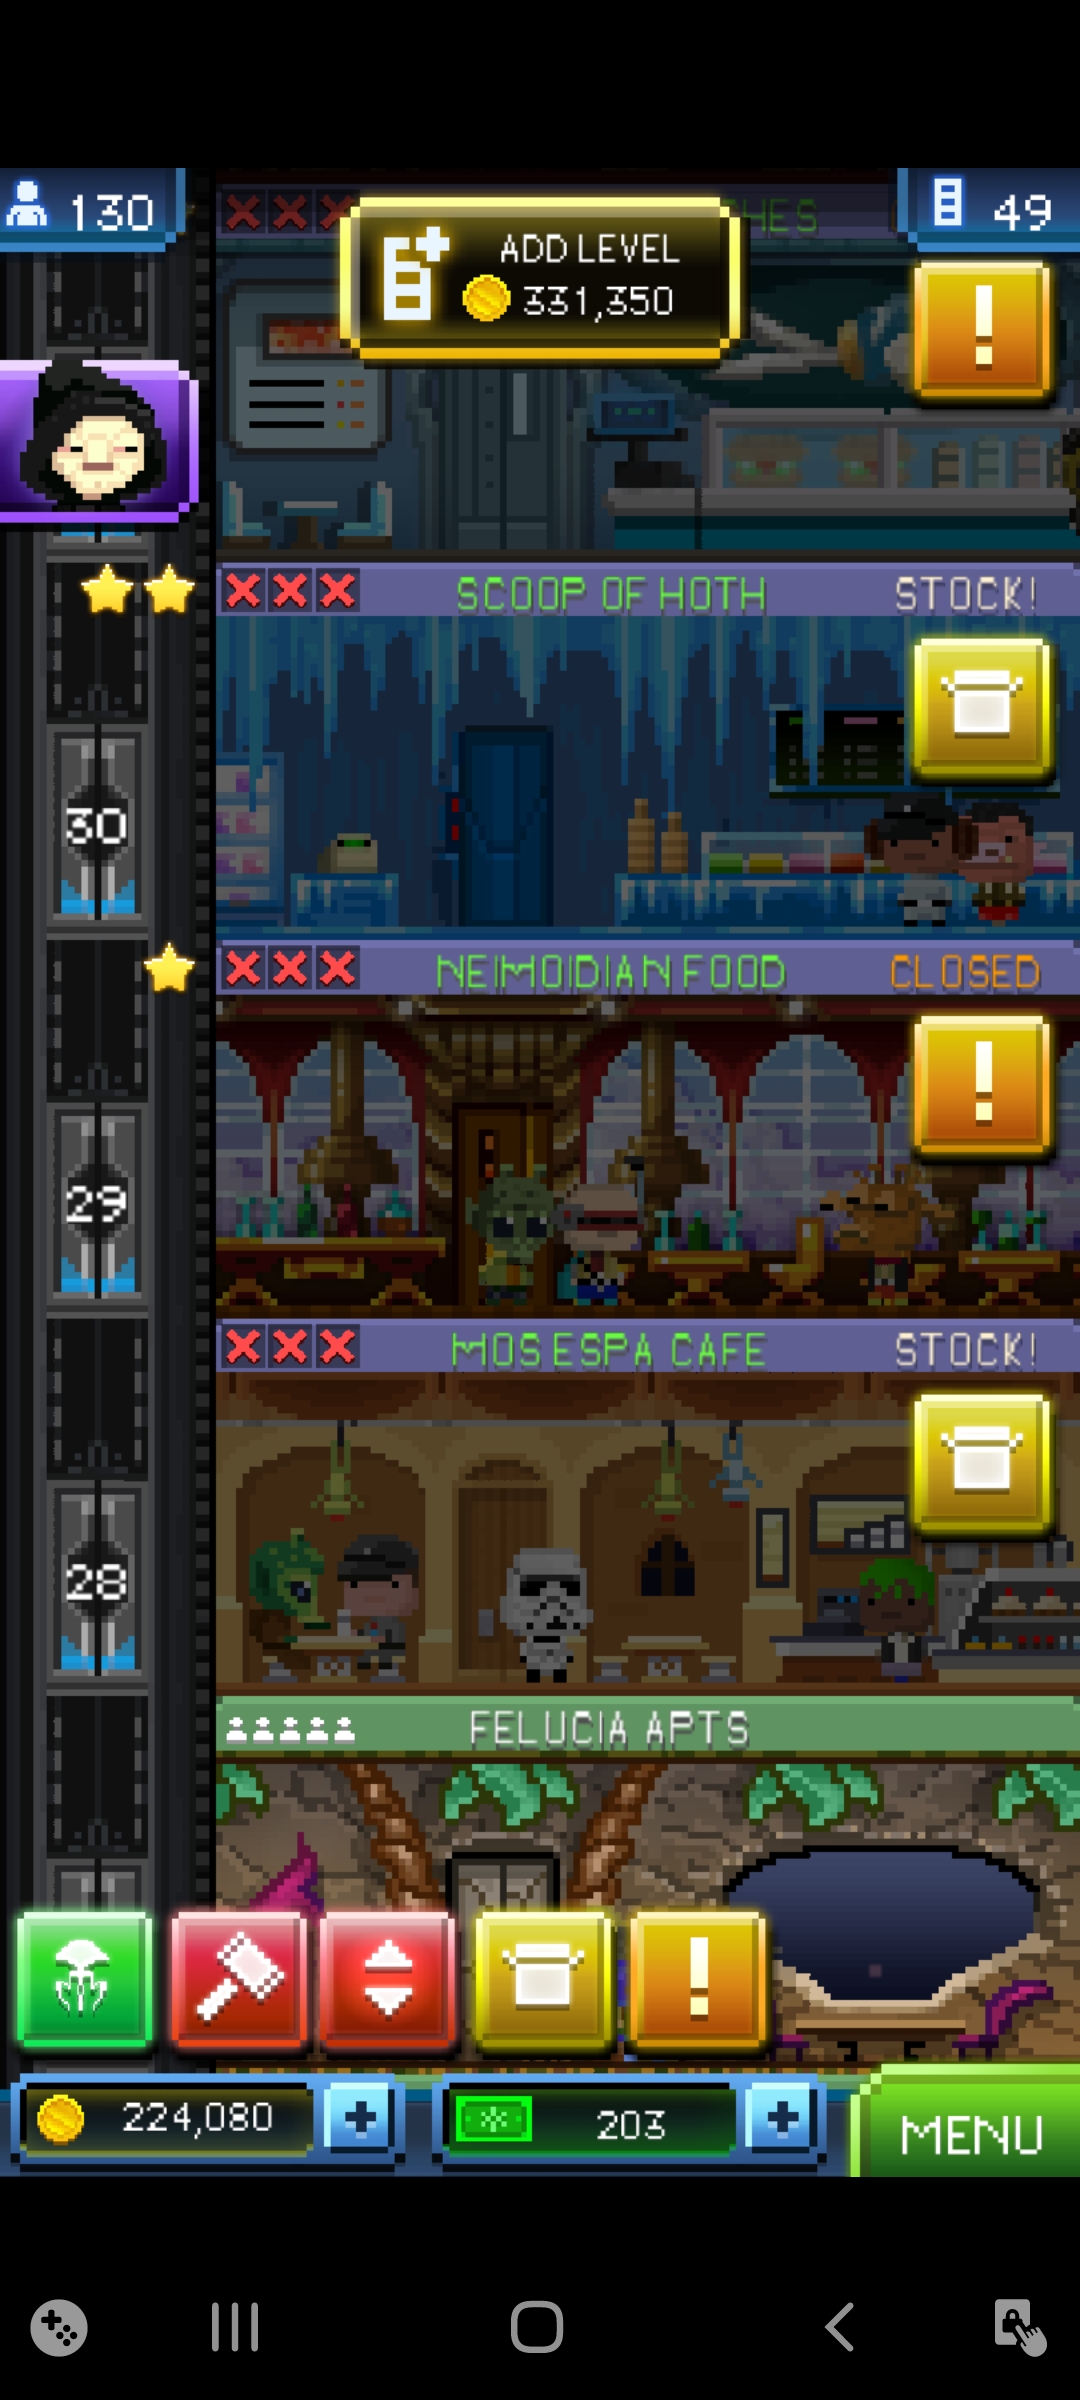 130
49
ADD LEVEL
331,350
SCOOP OF HOTH STOCK!
30
NEIMOIDIAN FOOD CLOSED
29
MOS ESPA CAFE STOCK!
28
FELUCIA APTS
224,080
203
MENU